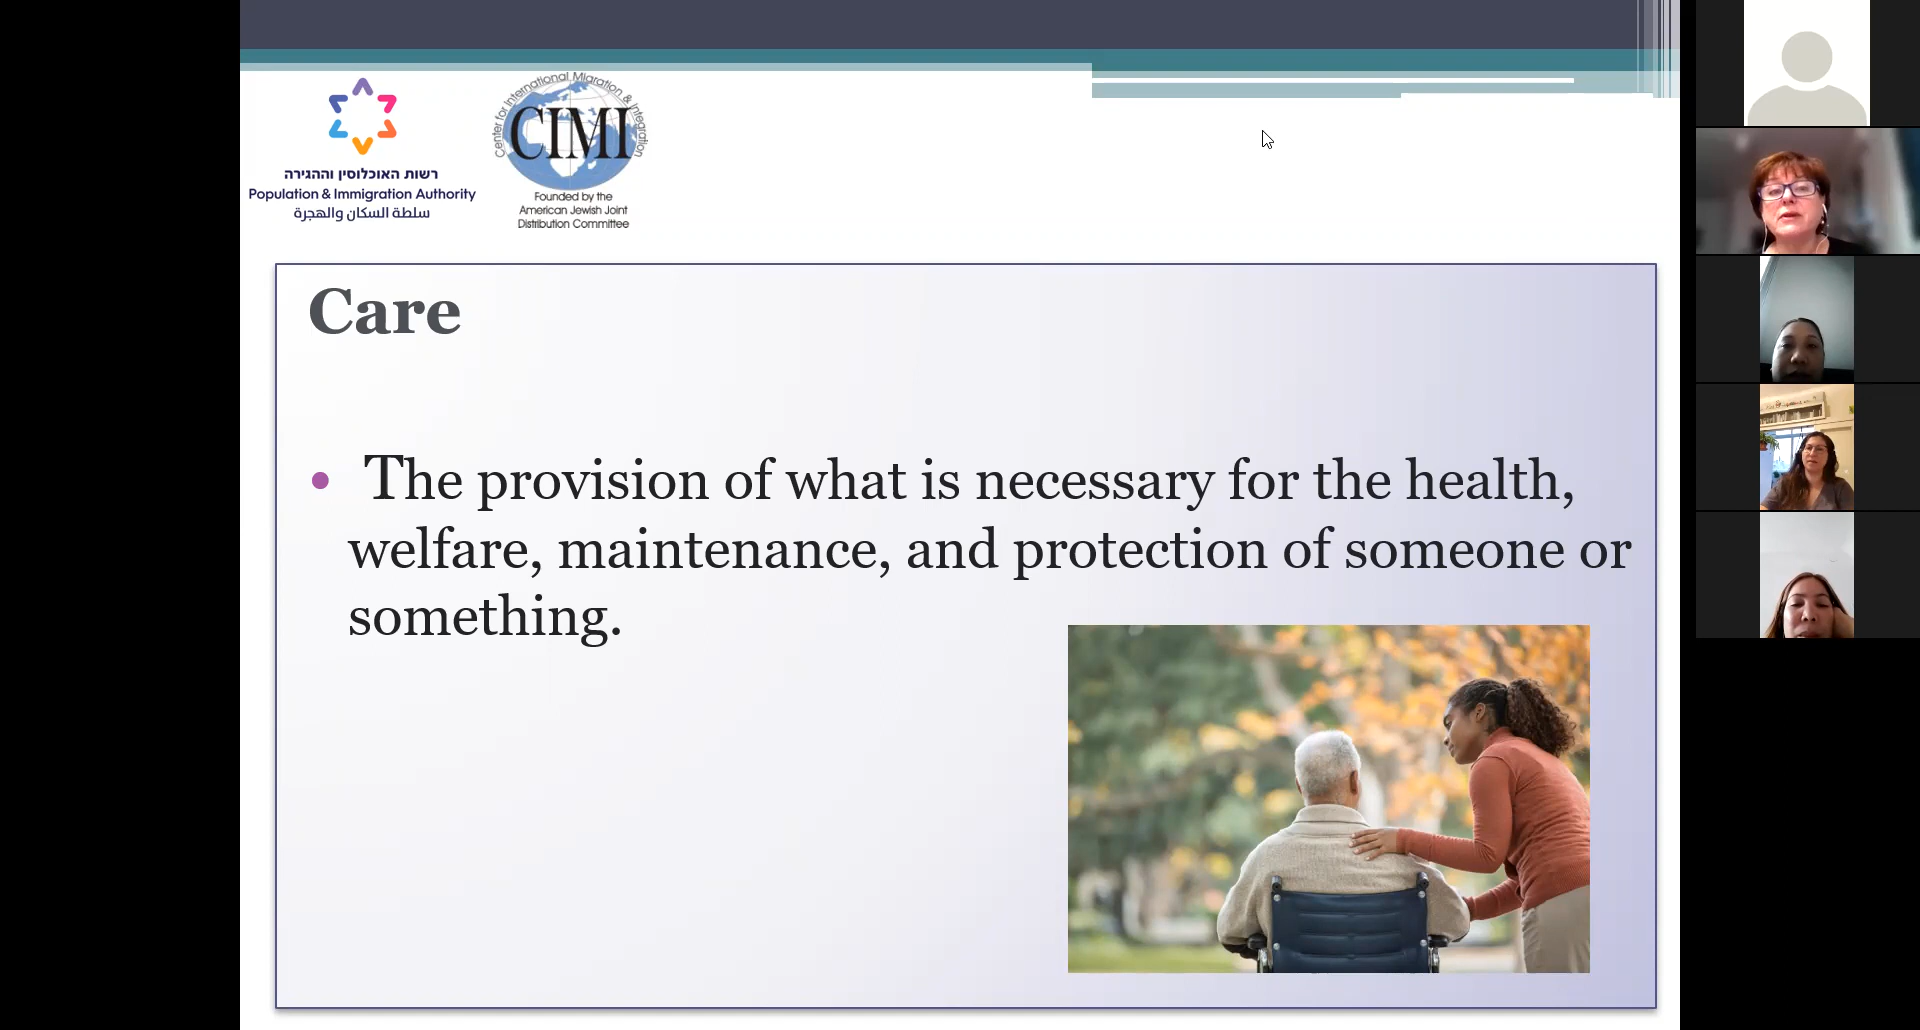 רשות האוכלוסין וההגירה
Population & Immigration Authority
سلطة السكان والهجرة
Center for International Migration & Integration
CIMI
Founded by the
American Jewish Joint
Distribution Committee
Care
• The provision of what is necessary for the health,
welfare, maintenance, and protection of someone or
something.